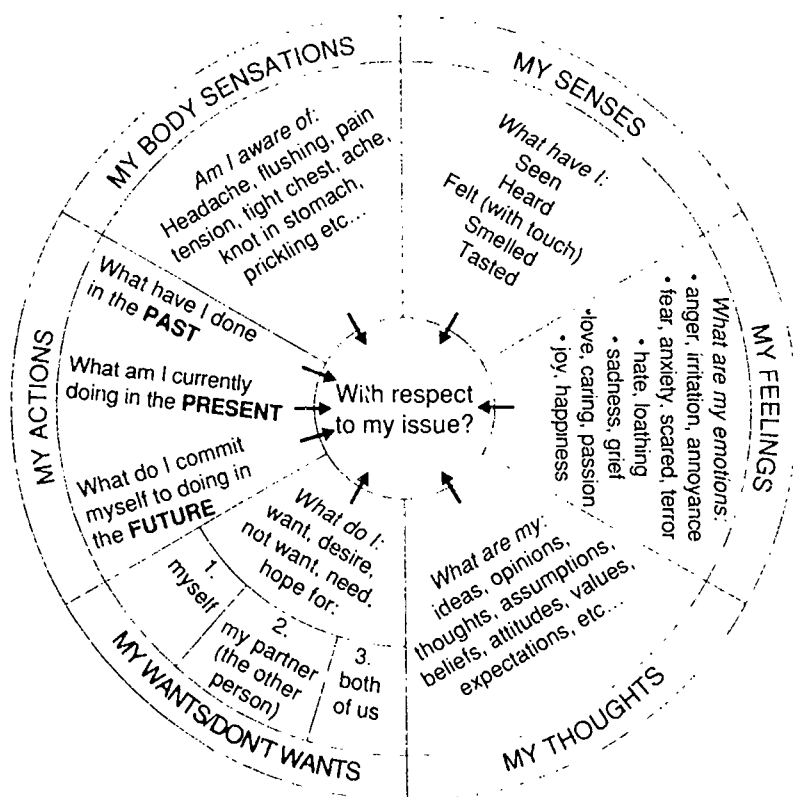 MY BODY SENSATIONS
Am I aware of:
Headache, flushing, pain
tension, tight chest, ache,
knot in stomach,
prickling etc...
MY SENSES
What have I:
Seen
Heard
Felt (with touch)
Smelled
Tasted
MY FEELINGS
What are my emotions:
• anger, irritation, annoyance
• fear, anxiety, scared, terror
• hate, loathing
• sadness, grief
•love, caring, passion
• joy, happiness
MY THOUGHTS
What are my:
ideas, opinions,
thoughts, assumptions,
beliefs, attitudes, values,
expectations, etc...
MY WANTS/DON'T WANTS
What do I:
want, desire,
not want, need.
hope for:
1.
myself
2.
my partner
(the other
person)
3.
both
of us
MY ACTIONS
What have I done
in the PAST
What am I currently
doing in the PRESENT
What do I commit
myself to doing in
the FUTURE
With respect
to my issue?